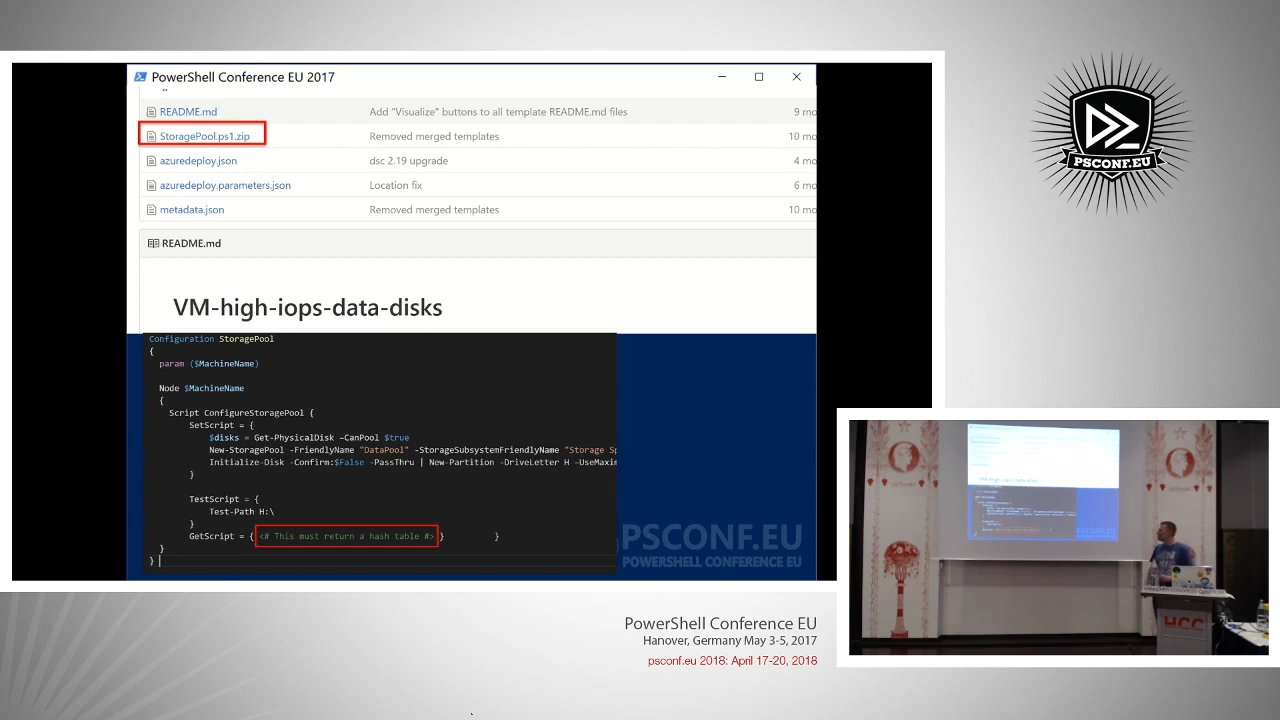 PowerShell Conference EU 2017
README.md Add "Visualize" buttons to all template README.md files 9 mo
StoragePool.ps1.zip Removed merged templates 10 mo
azuredeploy.json dsc 2.19 upgrade 4 mo
azuredeploy.parameters.json Location fix 6 mo
metadata.json Removed merged templates 10 mo
README.md
VM-high-iops-data-disks
Configuration StoragePool
{
param ($MachineName)
Node $MachineName
{
Script ConfigureStoragePool {
SetScript = {
$disks = Get-PhysicalDisk –CanPool $true
New-StoragePool -FriendlyName "DataPool" -StorageSubsystemFriendlyName "Storage Sp
Initialize-Disk -Confirm:$False -PassThru | New-Partition -DriveLetter H -UseMaxim
}
TestScript = {
Test-Path H:\
}
GetScript = { <# This must return a hash table #> } }
}
}
PSCONF.EU
POWERSHELL CONFERENCE EU
PSCONF.EU
HCC
PowerShell Conference EU
Hanover, Germany May 3-5, 2017
psconf.eu 2018: April 17-20, 2018